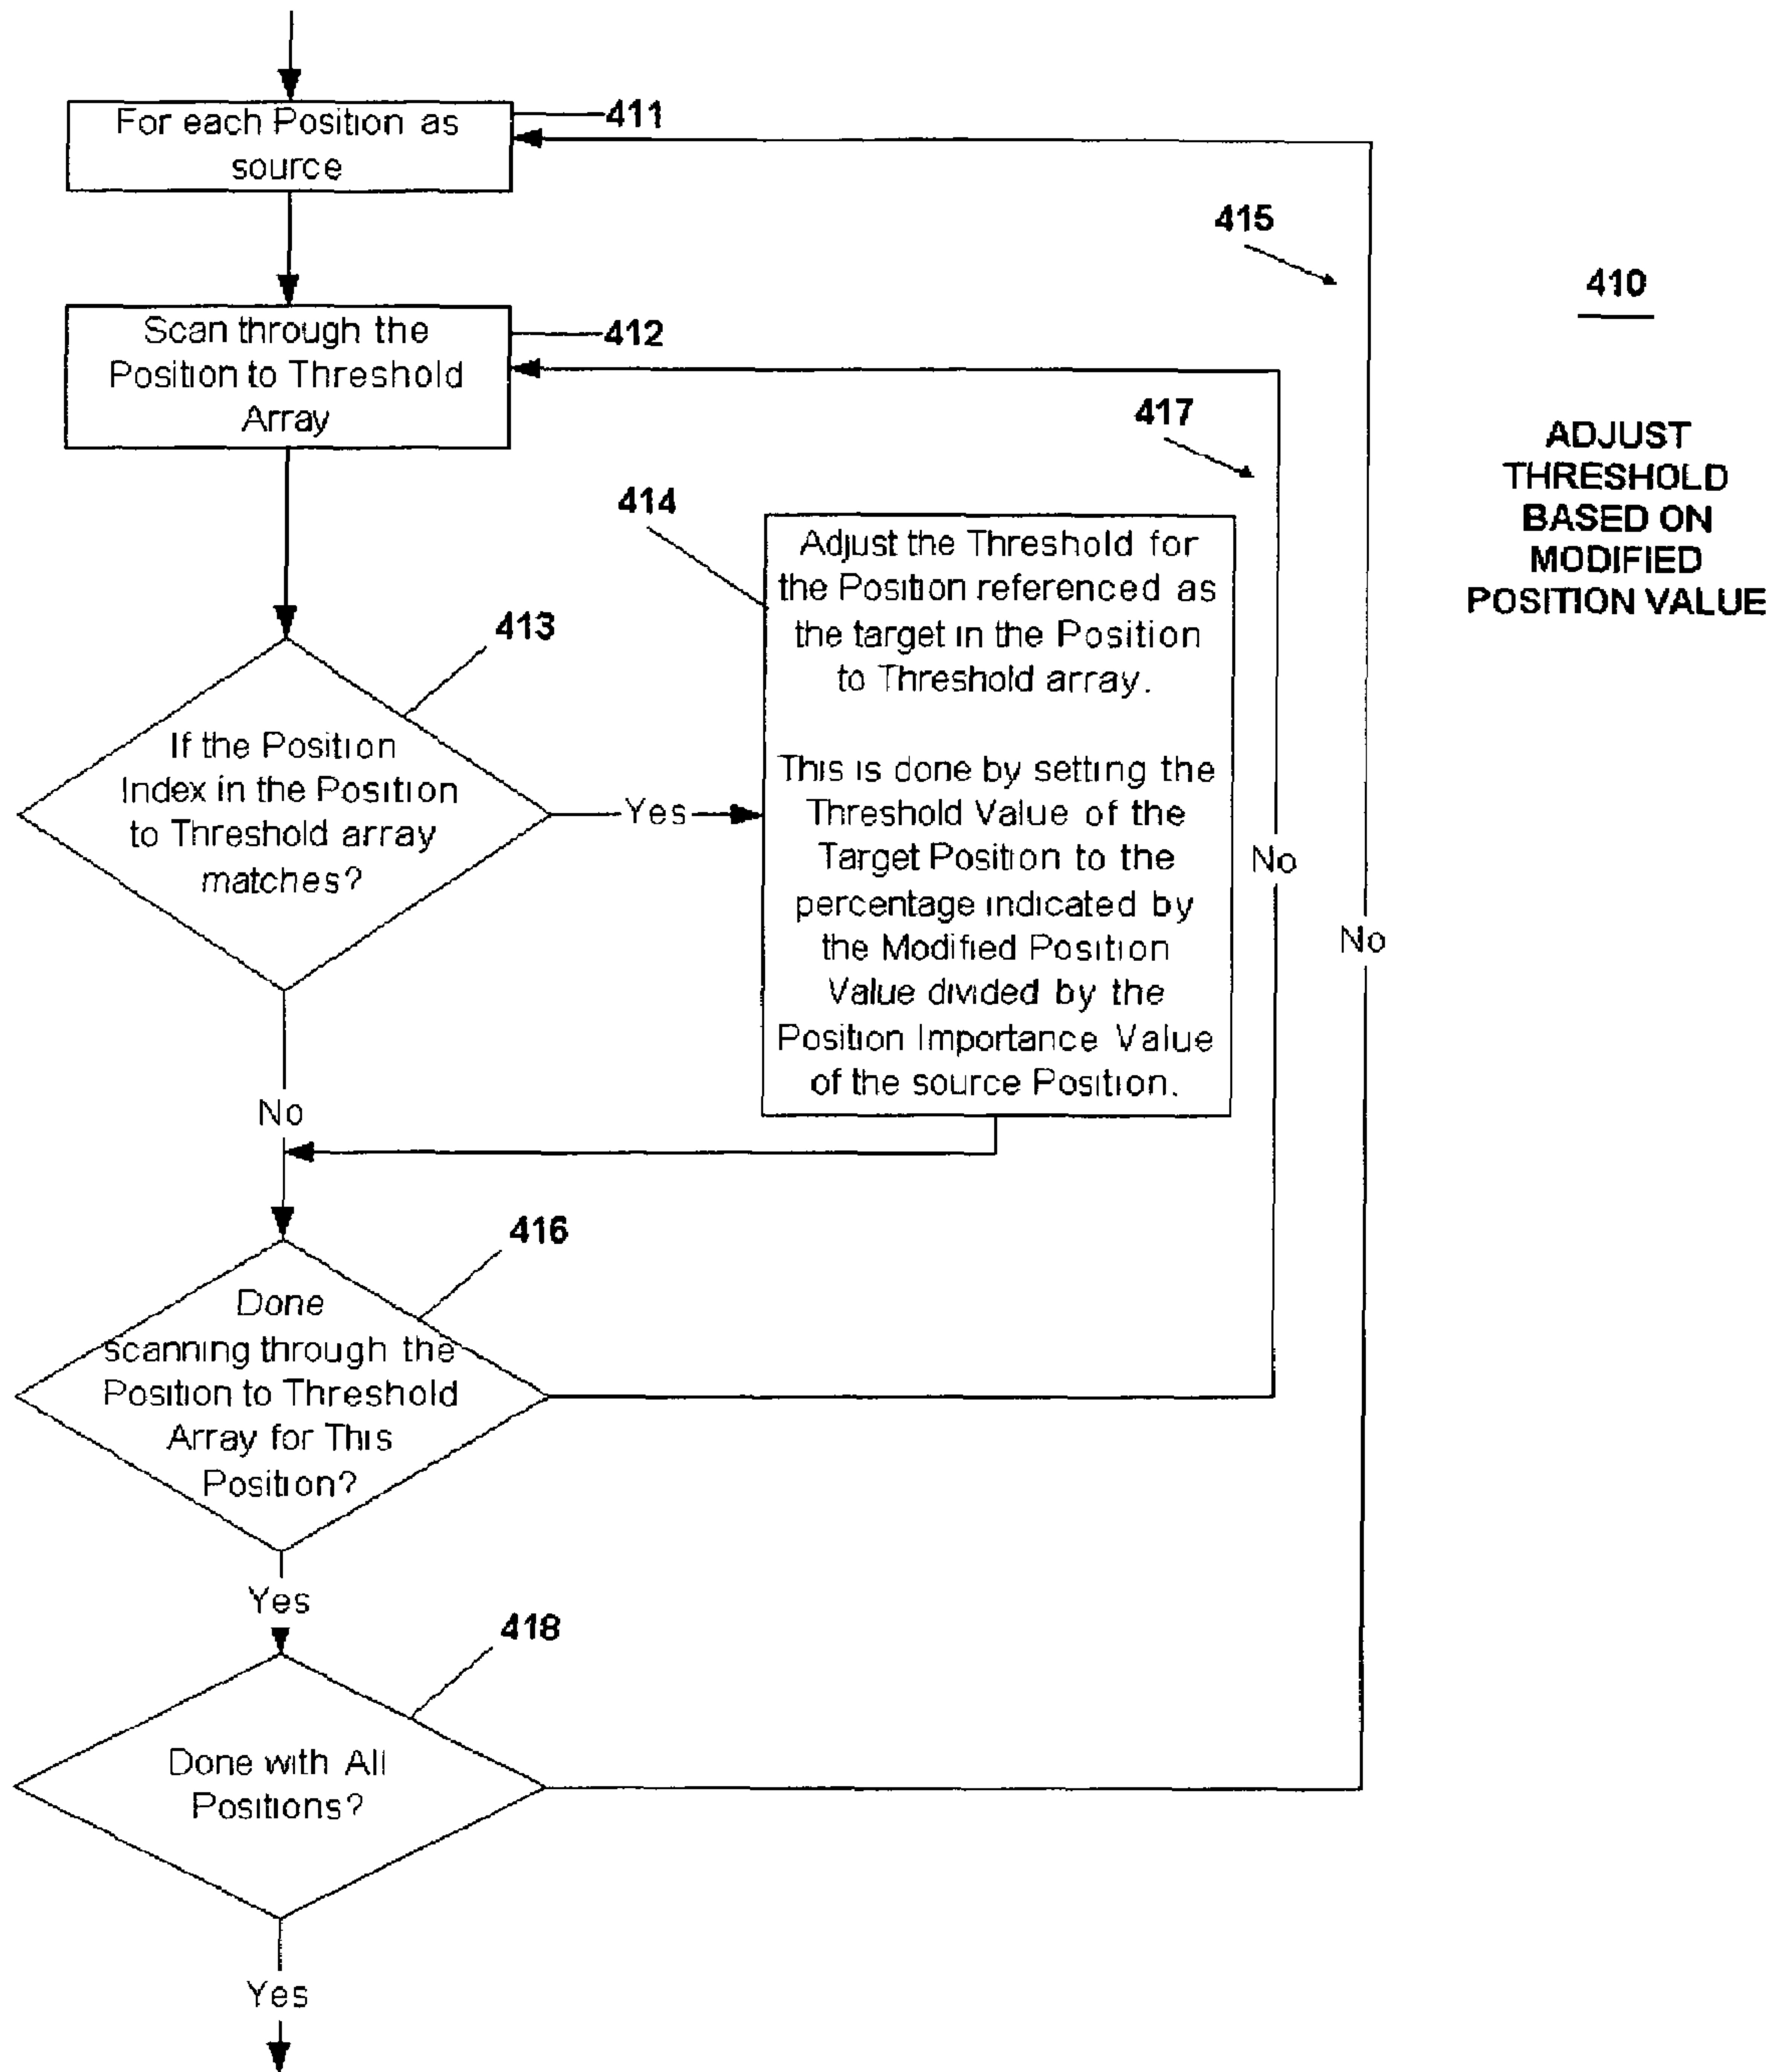 For each Position as
source
411
415
410
Scan through the
Position to Threshold
Array
412
417
ADJUST
THRESHOLD
BASED ON
MODIFIED
POSITION VALUE
414
Adjust the Threshold for
the Position referenced as
the target in the Position
to Threshold array.
This is done by setting the
Threshold Value of the
Target Position to the
percentage indicated by
the Modified Position
Value divided by the
Position Importance Value
of the source Position.
413
If the Position
Index in the Position
to Threshold array
matches?
Yes
No
No
No
416
Done
scanning through the
Position to Threshold
Array for This
Position?
Yes
418
Done with All
Positions?
Yes